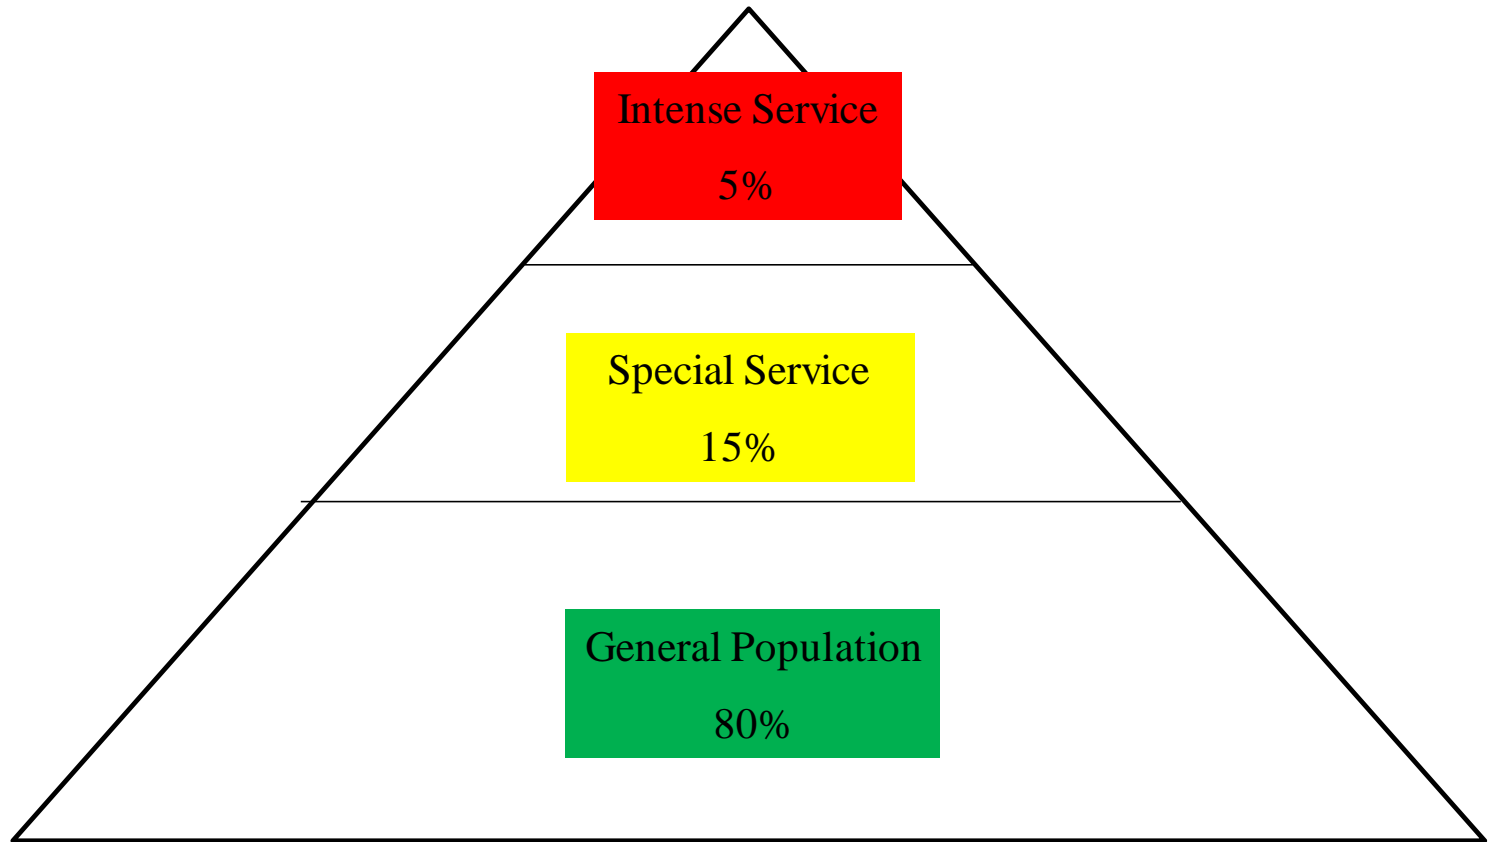 Intense Service
5%
Special Service
15%
General Population
80%